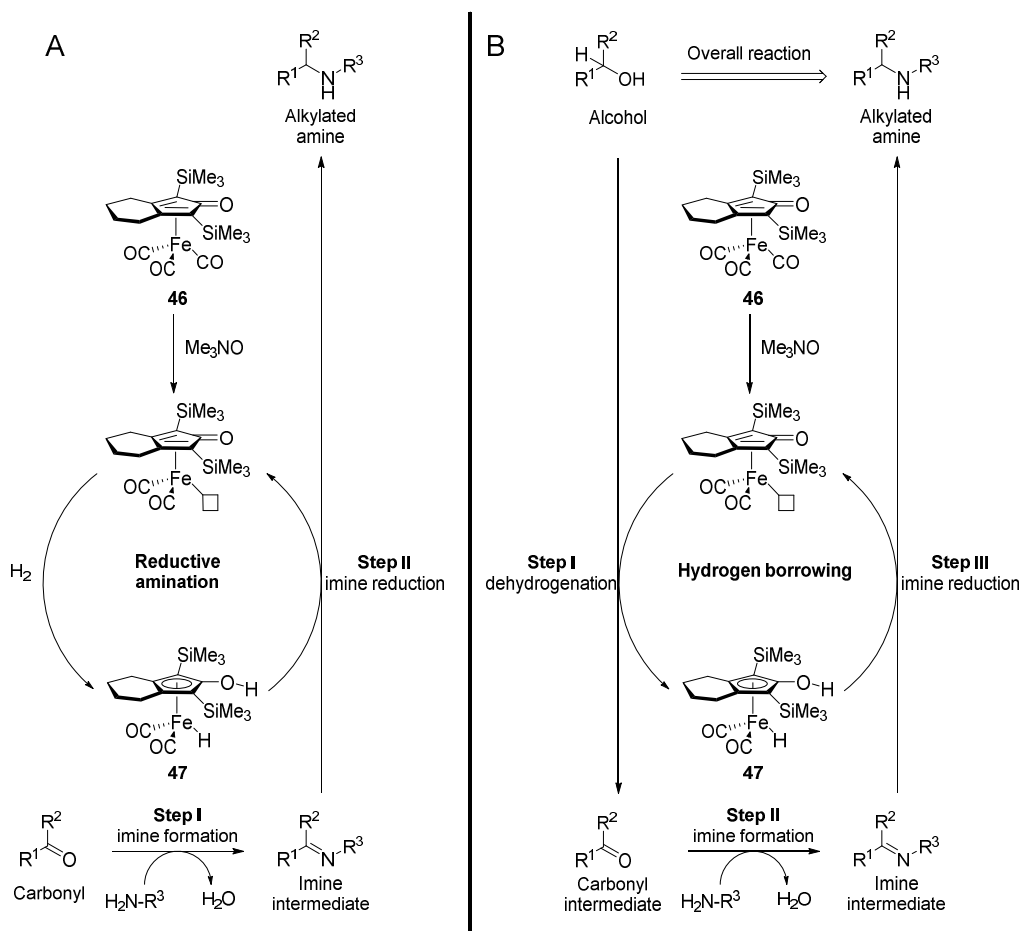 A
R²
R¹
N
H
R³
Alkylated
amine
SiMe₃
O
SiMe₃
Fe
OC
OC
CO
46
Me₃NO
SiMe₃
O
SiMe₃
Fe
OC
OC
H₂
Reductive
amination
Step II
imine reduction
SiMe₃
O
H
SiMe₃
Fe
OC
OC
H
47
R²
R¹
O
Carbonyl
Step I
imine formation
H₂N-R³
H₂O
R²
R¹
N
R³
Imine
intermediate
B
R²
H
R¹
OH
Alcohol
Overall reaction
R²
R¹
N
H
R³
Alkylated
amine
SiMe₃
O
SiMe₃
Fe
OC
OC
CO
46
Me₃NO
SiMe₃
O
SiMe₃
Fe
OC
OC
Step I
dehydrogenation
Hydrogen borrowing
Step III
imine reduction
SiMe₃
O
H
SiMe₃
Fe
OC
OC
H
47
R²
R¹
O
Carbonyl
intermediate
Step II
imine formation
H₂N-R³
H₂O
R²
R¹
N
R³
Imine
intermediate